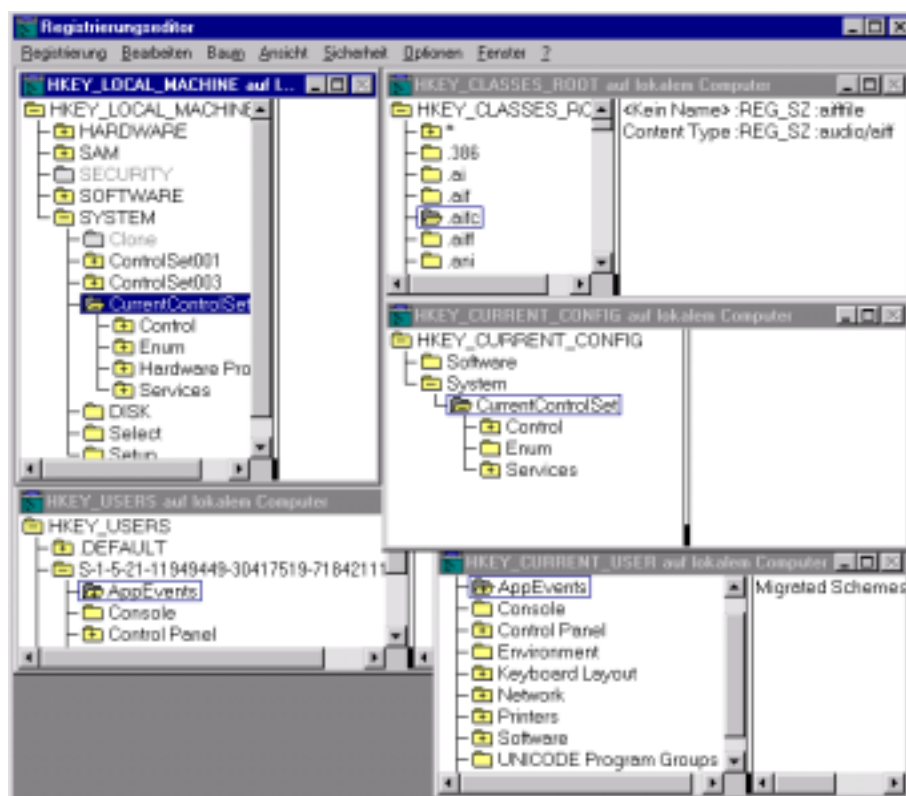 Registrierungseditor
Registrierung Bearbeiten Baum Ansicht Sicherheit Optionen Fenster ?
HKEY_LOCAL_MACHINE auf l...
HKEY_LOCAL_MACHINE
HARDWARE
SAM
SECURITY
SOFTWARE
SYSTEM
Clone
ControlSet001
ControlSet003
CurrentControlSet
Control
Enum
Hardware Pro
Services
DISK
Select
Setup
HKEY_CLASSES_ROOT auf lokalem Computer
HKEY_CLASSES_RO
*
.386
.ai
.aif
.aifc
.aiff
.ani
<Kein Name> :REG_SZ :aifffile
Content Type :REG_SZ :audio/aiff
HKEY_CURRENT_CONFIG auf lokalem Computer
HKEY_CURRENT_CONFIG
Software
System
CurrentControlSet
Control
Enum
Services
HKEY_USERS auf lokalem Computer
HKEY_USERS
.DEFAULT
S-1-5-21-11949449-30417519-71842111
AppEvents
Console
Control Panel
HKEY_CURRENT_USER auf lokalem Computer
AppEvents
Console
Control Panel
Environment
Keyboard Layout
Network
Printers
Software
UNICODE Program Groups
Migrated Schemes